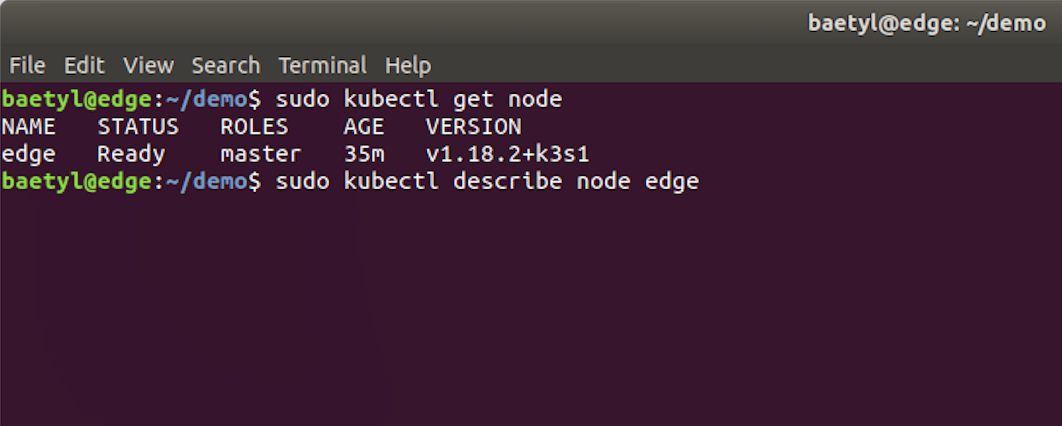 baetyl@edge: ~/demo
File Edit View Search Terminal Help
baetyl@edge:~/demo$ sudo kubectl get node
NAME   STATUS   ROLES    AGE   VERSION
edge   Ready    master   35m   v1.18.2+k3s1
baetyl@edge:~/demo$ sudo kubectl describe node edge